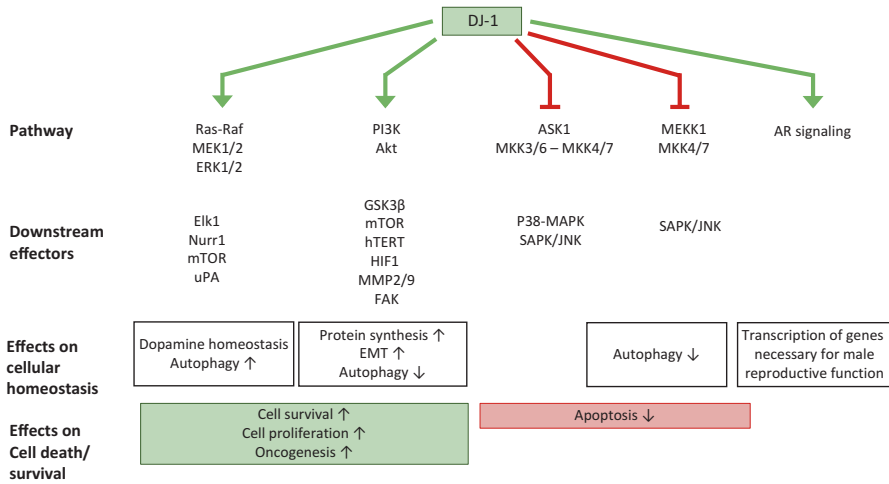 DJ-1
Pathway
Ras-Raf
MEK1/2
ERK1/2
PI3K
Akt
ASK1
MKK3/6 – MKK4/7
MEKK1
MKK4/7
AR signaling
Downstream
effectors
Elk1
Nurr1
mTOR
uPA
GSK3β
mTOR
hTERT
HIF1
MMP2/9
FAK
P38-MAPK
SAPK/JNK
SAPK/JNK
Effects on
cellular
homeostasis
Dopamine homeostasis
Autophagy ↑
Protein synthesis ↑
EMT ↑
Autophagy ↓
Autophagy ↓
Transcription of genes
necessary for male
reproductive function
Effects on
Cell death/
survival
Cell survival ↑
Cell proliferation ↑
Oncogenesis ↑
Apoptosis ↓